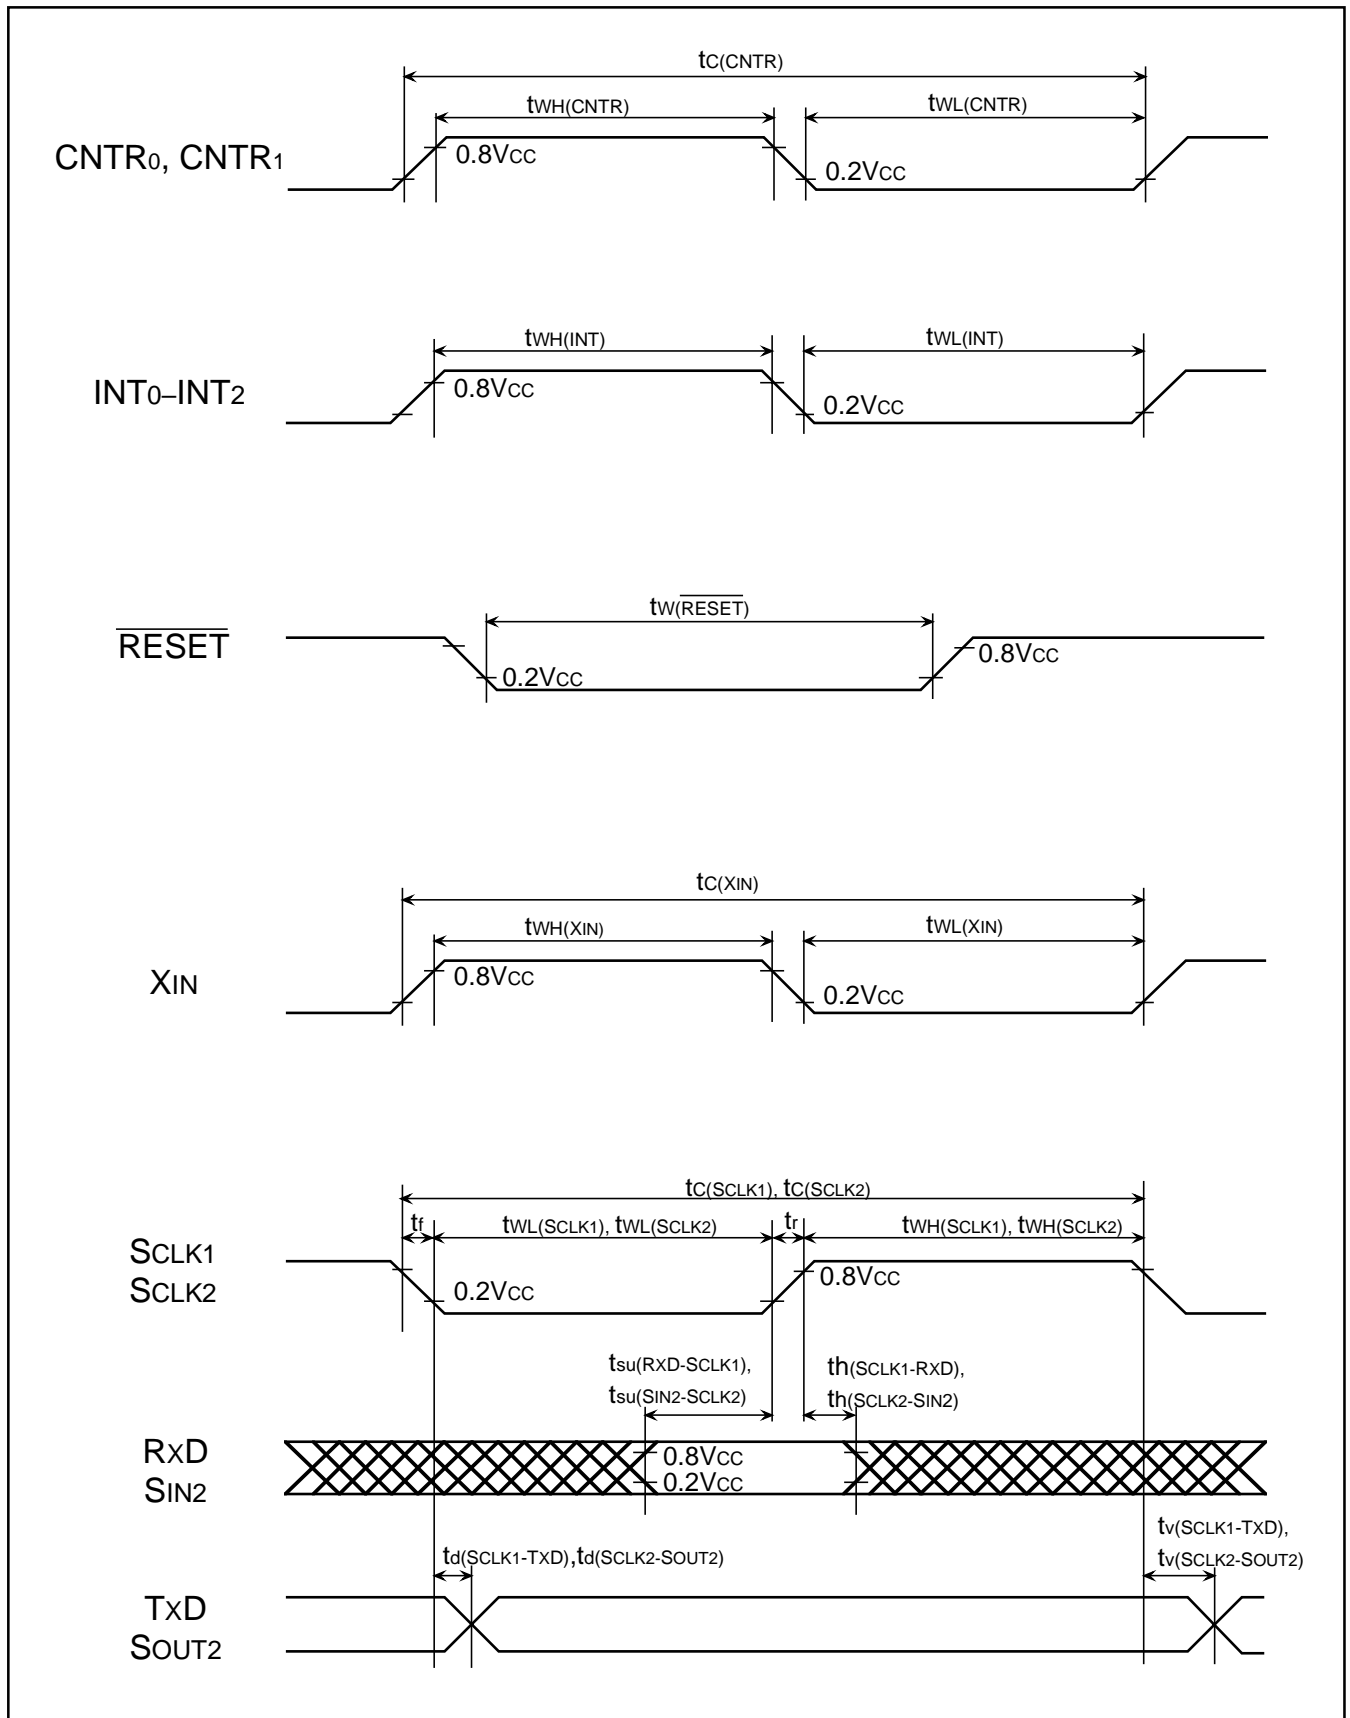 tC(CNTR)
tWH(CNTR) tWL(CNTR)
CNTR0, CNTR1 0.8VCC 0.2VCC
tWH(INT) tWL(INT)
INT0–INT2 0.8VCC 0.2VCC
tW(RESET)
RESET 0.2VCC 0.8VCC
tC(XIN)
tWH(XIN) tWL(XIN)
XIN 0.8VCC 0.2VCC
tC(SCLK1), tC(SCLK2)
tf tWL(SCLK1), tWL(SCLK2) tr tWH(SCLK1), tWH(SCLK2)
SCLK1
SCLK2 0.2VCC 0.8VCC
tsu(RXD-SCLK1), th(SCLK1-RXD),
tsu(SIN2-SCLK2) th(SCLK2-SIN2)
RXD 0.8VCC
SIN2 0.2VCC
tv(SCLK1-TXD),
td(SCLK1-TXD),td(SCLK2-SOUT2) tv(SCLK2-SOUT2)
TXD
SOUT2